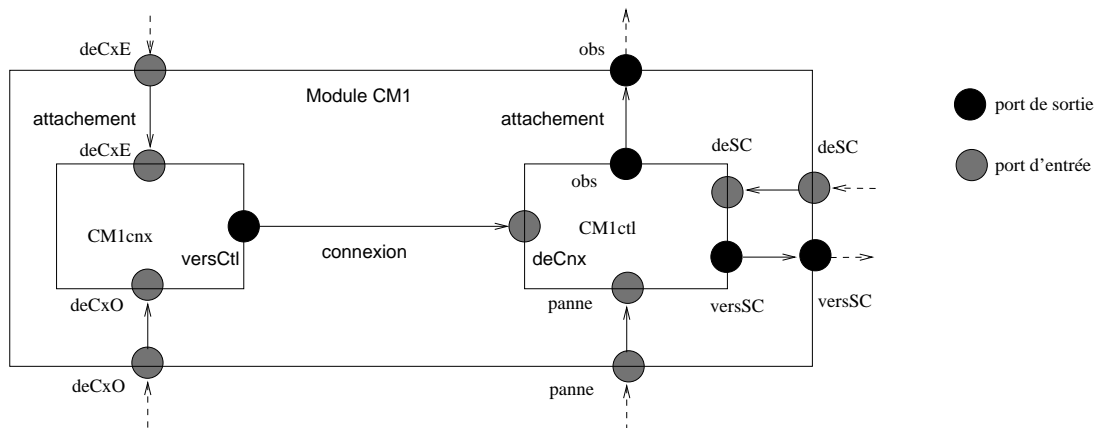 deCxE
obs
Module CM1
port de sortie
attachement
attachement
deCxE
deSC
deSC
port d'entrée
obs
CM1cnx
CM1ctl
versCtl
connexion
deCnx
deCxO
panne
versSC
versSC
deCxO
panne